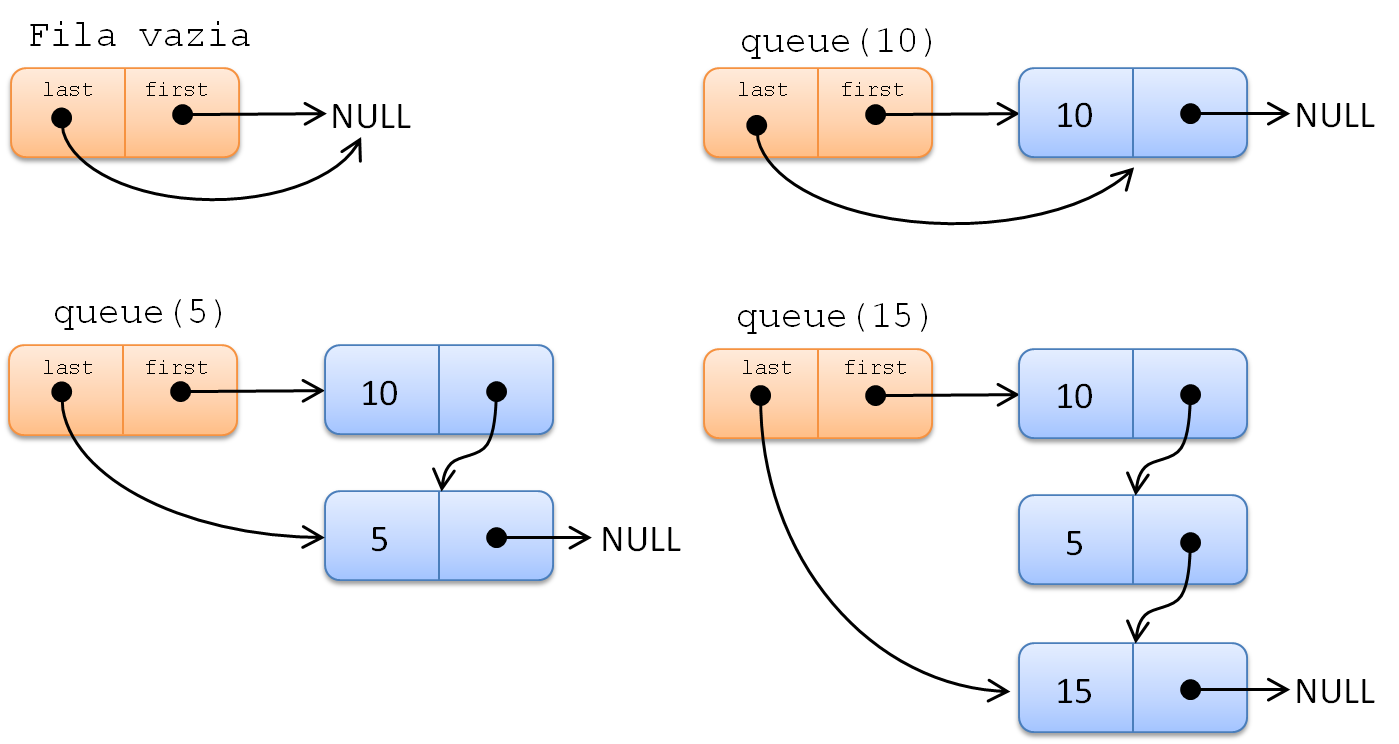 Fila vazia
last first
NULL
queue(10)
last first
10
NULL
queue(5)
last first
10
5
NULL
queue(15)
last first
10
5
15
NULL